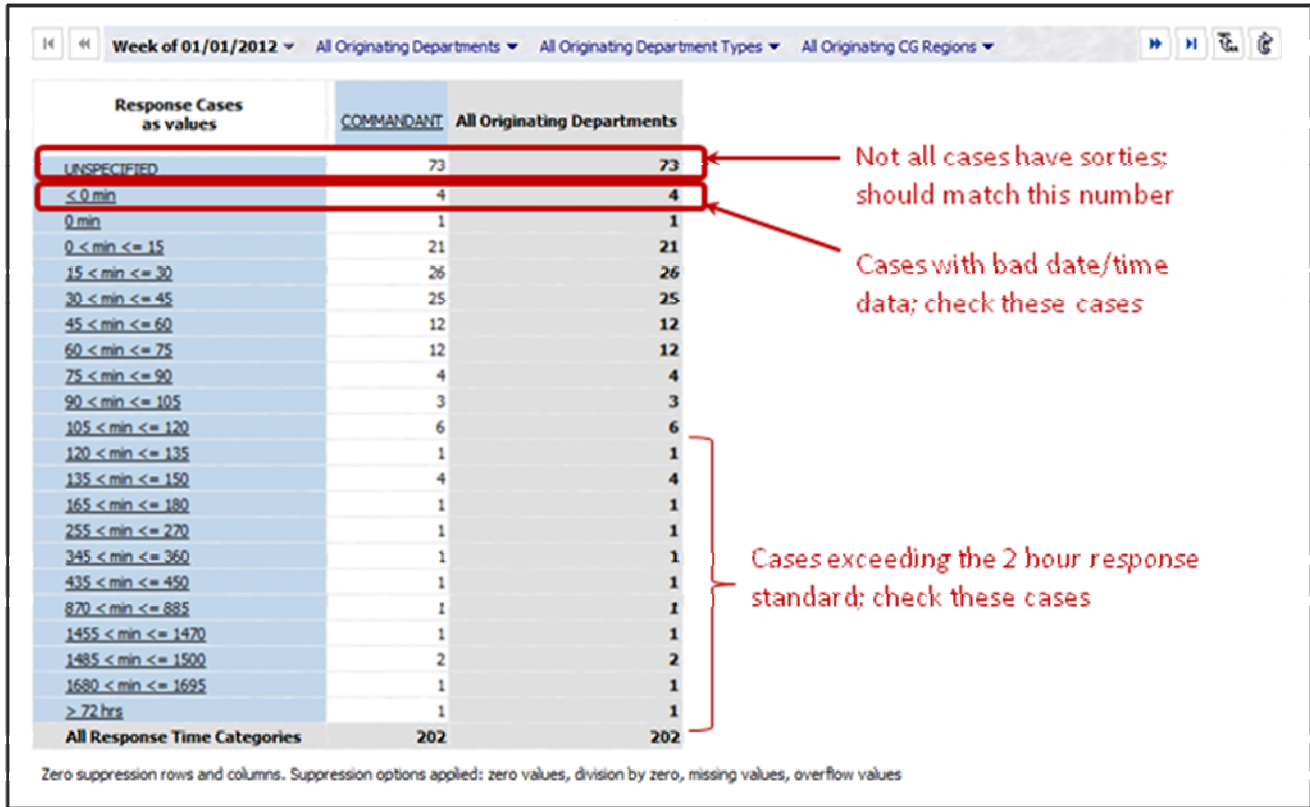 Week of 01/01/2012 All Originating Departments All Originating Department Types All Originating CG Regions
Response Cases
as values
COMMANDANT All Originating Departments
UNSPECIFIED 73 73
< 0 min 4 4
0 min 1 1
0 < min <= 15 21 21
15 < min <= 30 26 26
30 < min <= 45 25 25
45 < min <= 60 12 12
60 < min <= 75 12 12
75 < min <= 90 4 4
90 < min <= 105 3 3
105 < min <= 120 6 6
120 < min <= 135 1 1
135 < min <= 150 4 4
165 < min <= 180 1 1
255 < min <= 270 1 1
345 < min <= 360 1 1
435 < min <= 450 1 1
870 < min <= 885 1 1
1455 < min <= 1470 1 1
1485 < min <= 1500 2 2
1680 < min <= 1695 1 1
> 72 hrs 1 1
All Response Time Categories 202 202
Zero suppression rows and columns. Suppression options applied: zero values, division by zero, missing values, overflow values
Not all cases have sorties;
should match this number
Cases with bad date/time
data; check these cases
Cases exceeding the 2 hour response
standard; check these cases